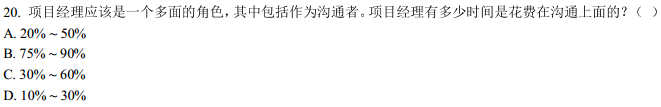 20. 项目经理应该是一个多面的角色，其中包括作为沟通者。项目经理有多少时间是花费在沟通上面的？（ ）
A. 20%～50%
B. 75%～90%
C. 30%～60%
D. 10%～30%